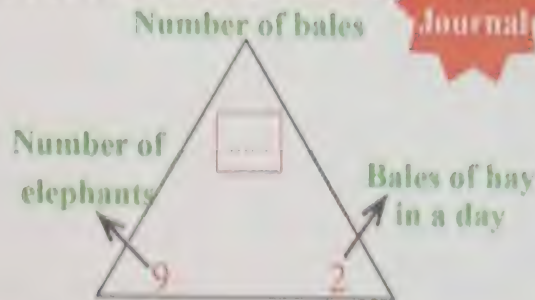 Number of bales
Journal
Number of
elephants
.....
Bales of hay
in a day
9
2